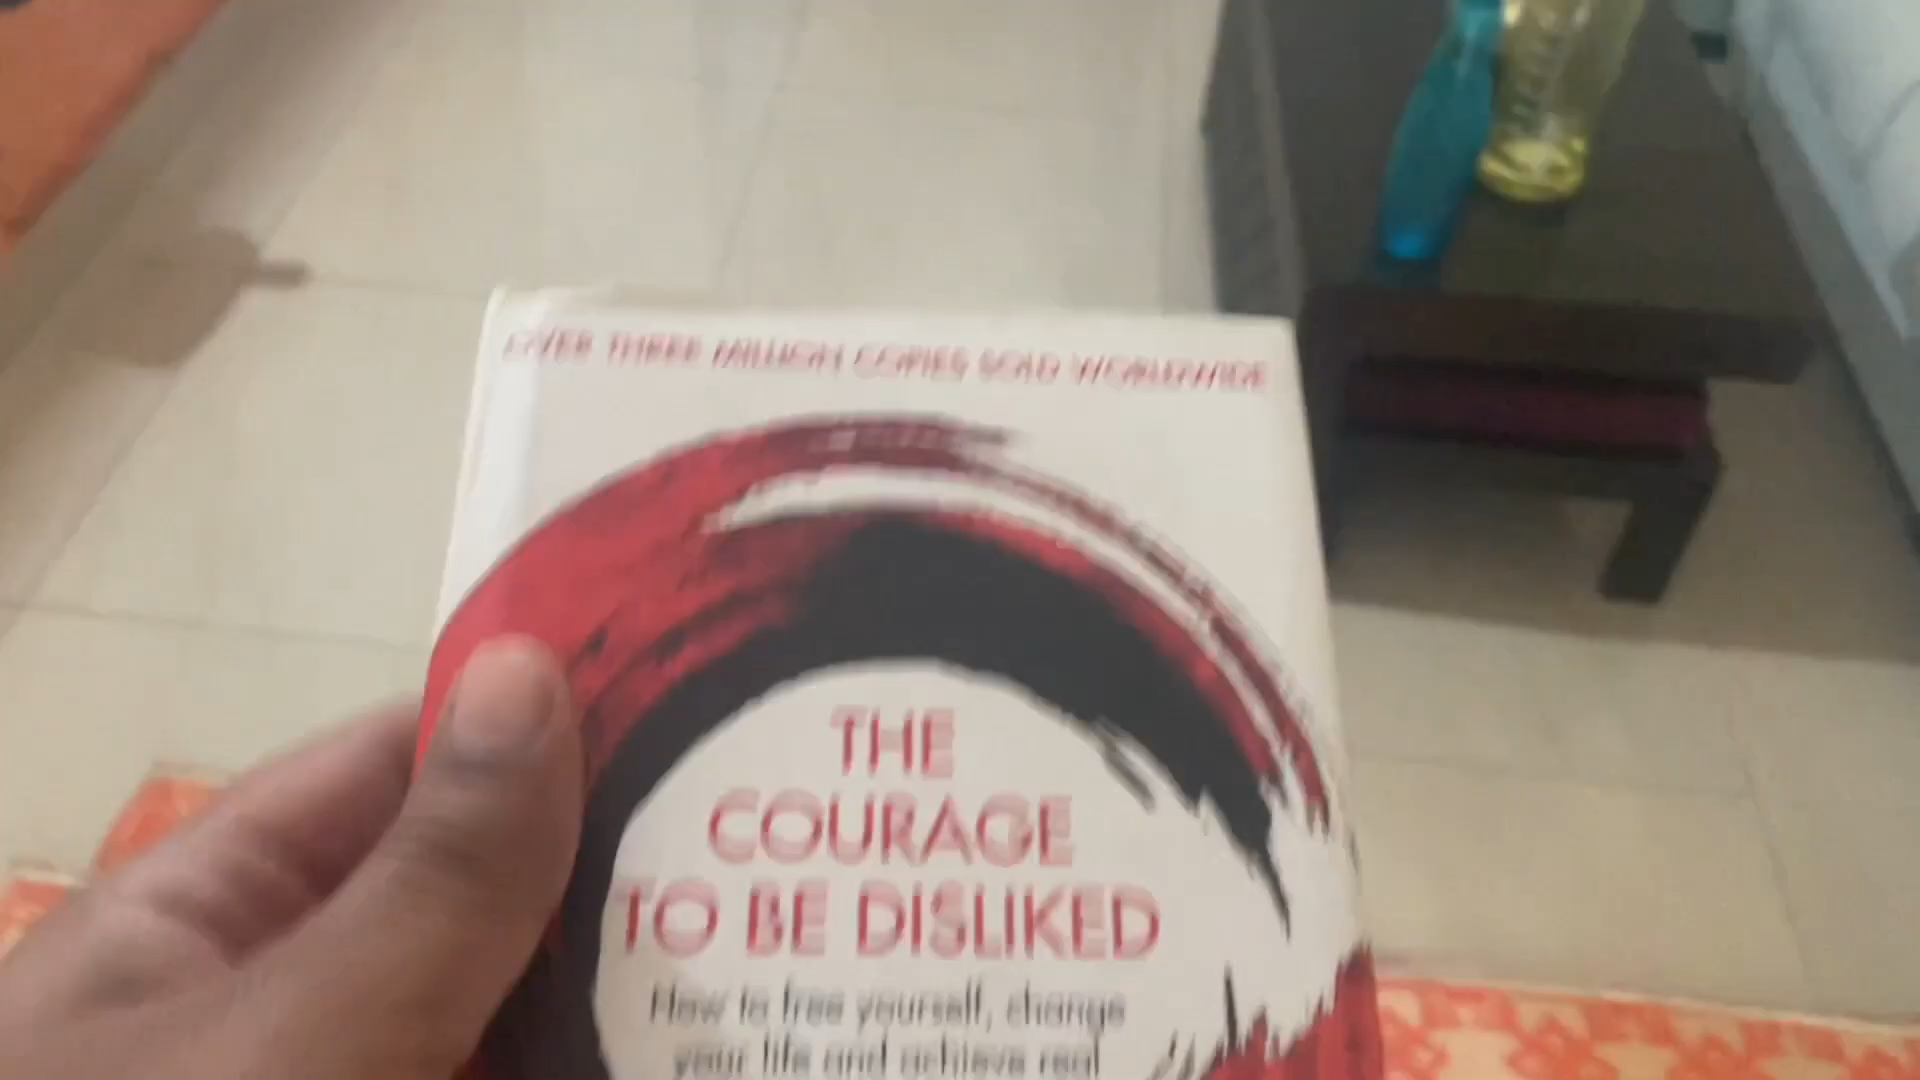 OVER THREE MILLION COPIES SOLD WORLDWIDE
THE
COURAGE
TO BE DISLIKED
How to free yourself, change
your life and achieve real